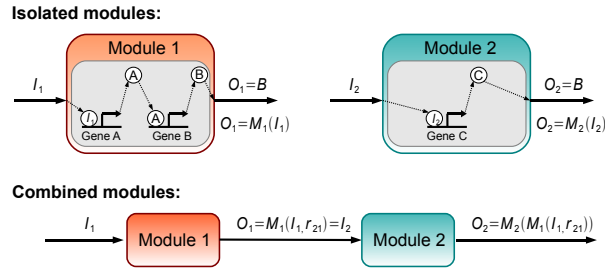 Isolated modules:
Module 1
Module 2
A
B
C
I₁
O₁=B
I₂
O₂=B
I₁
A
I₂
O₁=M₁(I₁)
O₂=M₂(I₂)
Gene A
Gene B
Gene C
Combined modules:
I₁
O₁=M₁(I₁,r₂₁)=I₂
O₂=M₂(M₁(I₁,r₂₁))
Module 1
Module 2